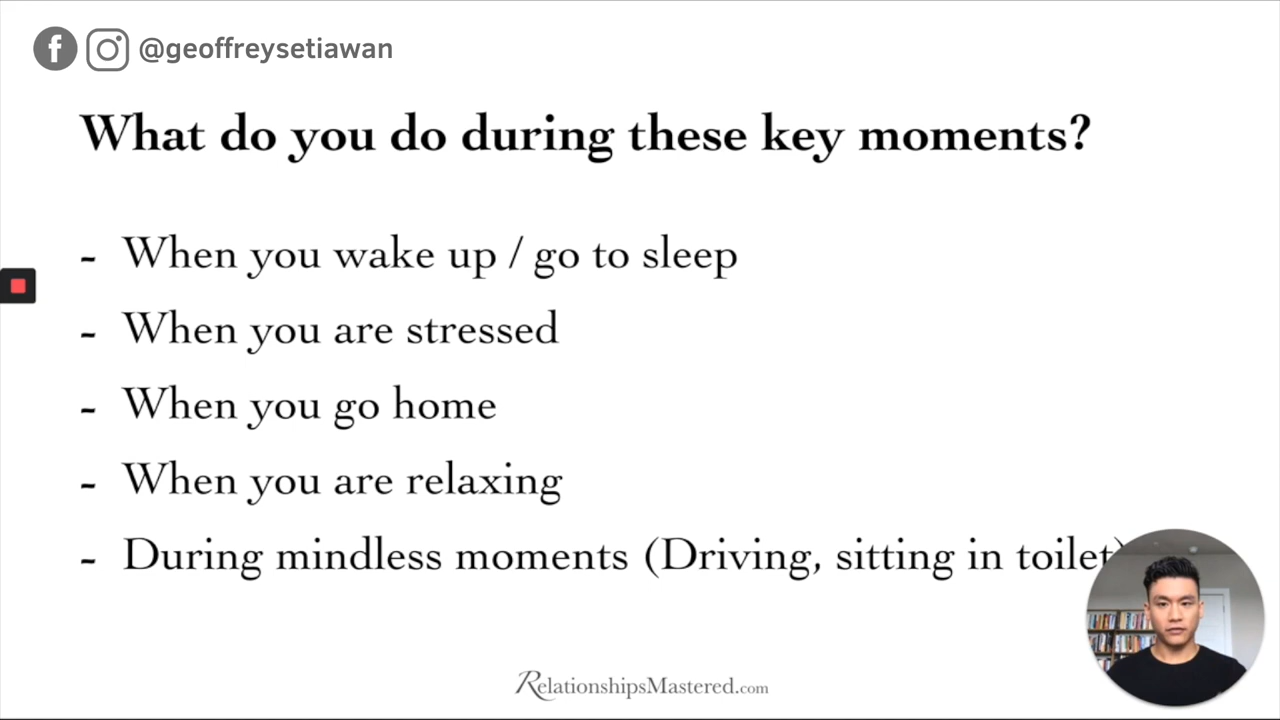 @geoffreysetiawan
What do you do during these key moments?
- When you wake up / go to sleep
- When you are stressed
- When you go home
- When you are relaxing
- During mindless moments (Driving, sitting in toilet)
RelationshipsMastered.com